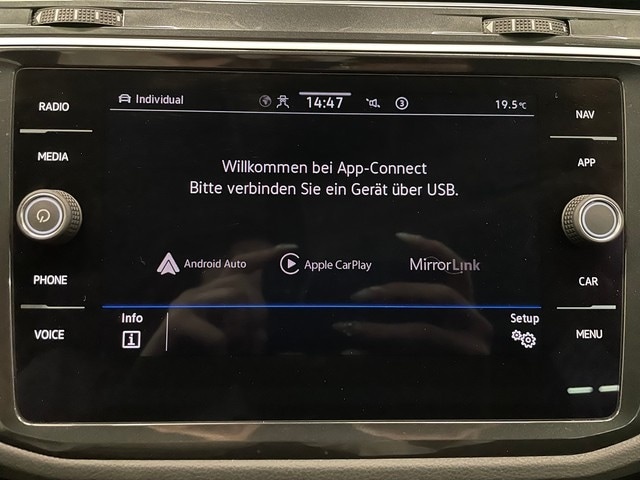 RADIO
MEDIA
PHONE
VOICE
Individual 14:47 3 19.5°C
Willkommen bei App-Connect
Bitte verbinden Sie ein Gerät über USB.
Android Auto Apple CarPlay MirrorLink
Info Setup
NAV
APP
CAR
MENU